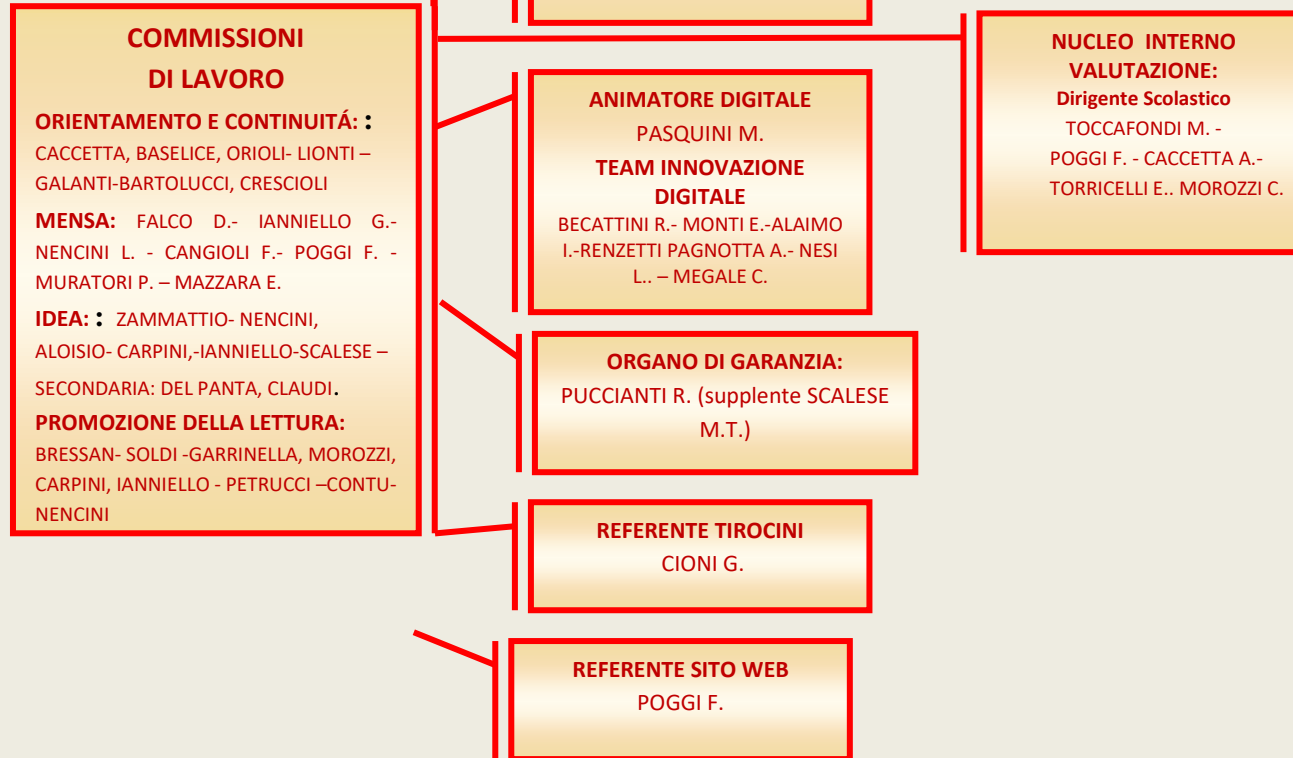 COMMISSIONI
DI LAVORO
ORIENTAMENTO E CONTINUITÁ: :
CACCETTA, BASELICE, ORIOLI- LIONTI –
GALANTI-BARTOLUCCI, CRESCIOLI
MENSA: FALCO D.- IANNIELLO G.-
NENCINI L. - CANGIOLI F.- POGGI F. -
MURATORI P. – MAZZARA E.
IDEA: : ZAMMATTIO- NENCINI,
ALOISIO- CARPINI,-IANNIELLO-SCALESE –
SECONDARIA: DEL PANTA, CLAUDI.
PROMOZIONE DELLA LETTURA:
BRESSAN- SOLDI -GARRINELLA, MOROZZI,
CARPINI, IANNIELLO - PETRUCCI –CONTU-
NENCINI
ANIMATORE DIGITALE
PASQUINI M.
TEAM INNOVAZIONE
DIGITALE
BECATTINI R.- MONTI E.-ALAIMO
I.-RENZETTI PAGNOTTA A.- NESI
L.. – MEGALE C.
ORGANO DI GARANZIA:
PUCCIANTI R. (supplente SCALESE
M.T.)
REFERENTE TIROCINI
CIONI G.
REFERENTE SITO WEB
POGGI F.
NUCLEO INTERNO
VALUTAZIONE:
Dirigente Scolastico
TOCCAFONDI M. -
POGGI F. - CACCETTA A.-
TORRICELLI E.. MOROZZI C.